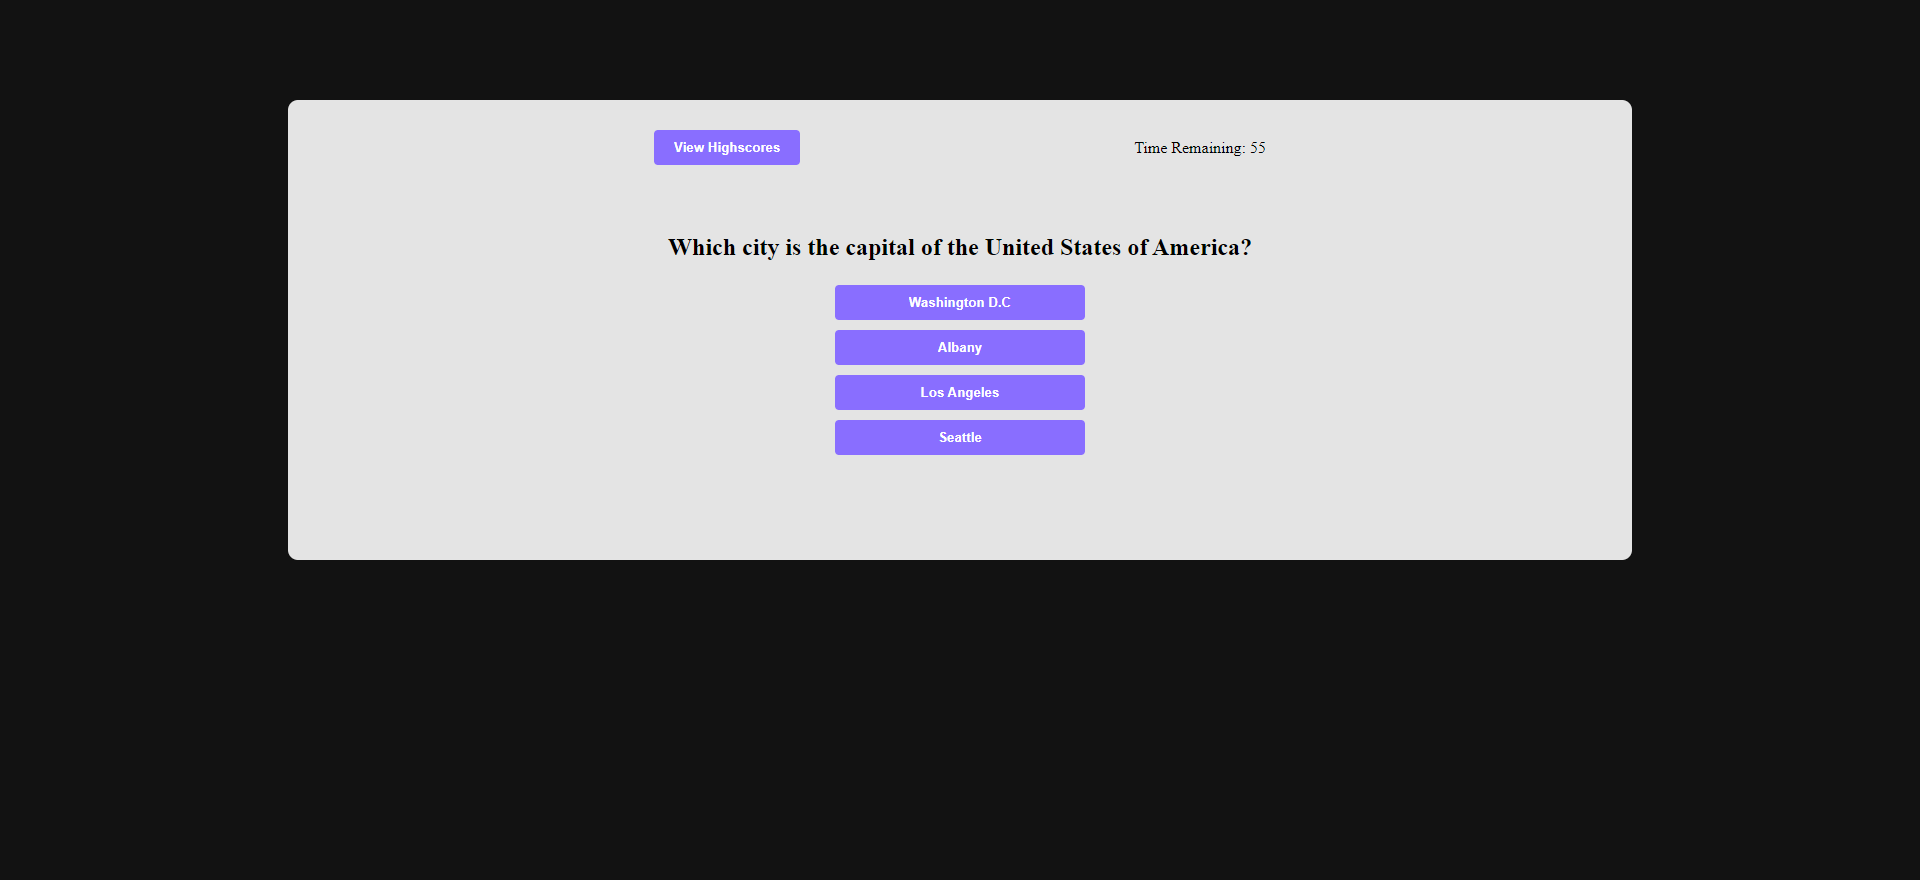 View Highscores
Time Remaining: 55
Which city is the capital of the United States of America?
Washington D.C
Albany
Los Angeles
Seattle